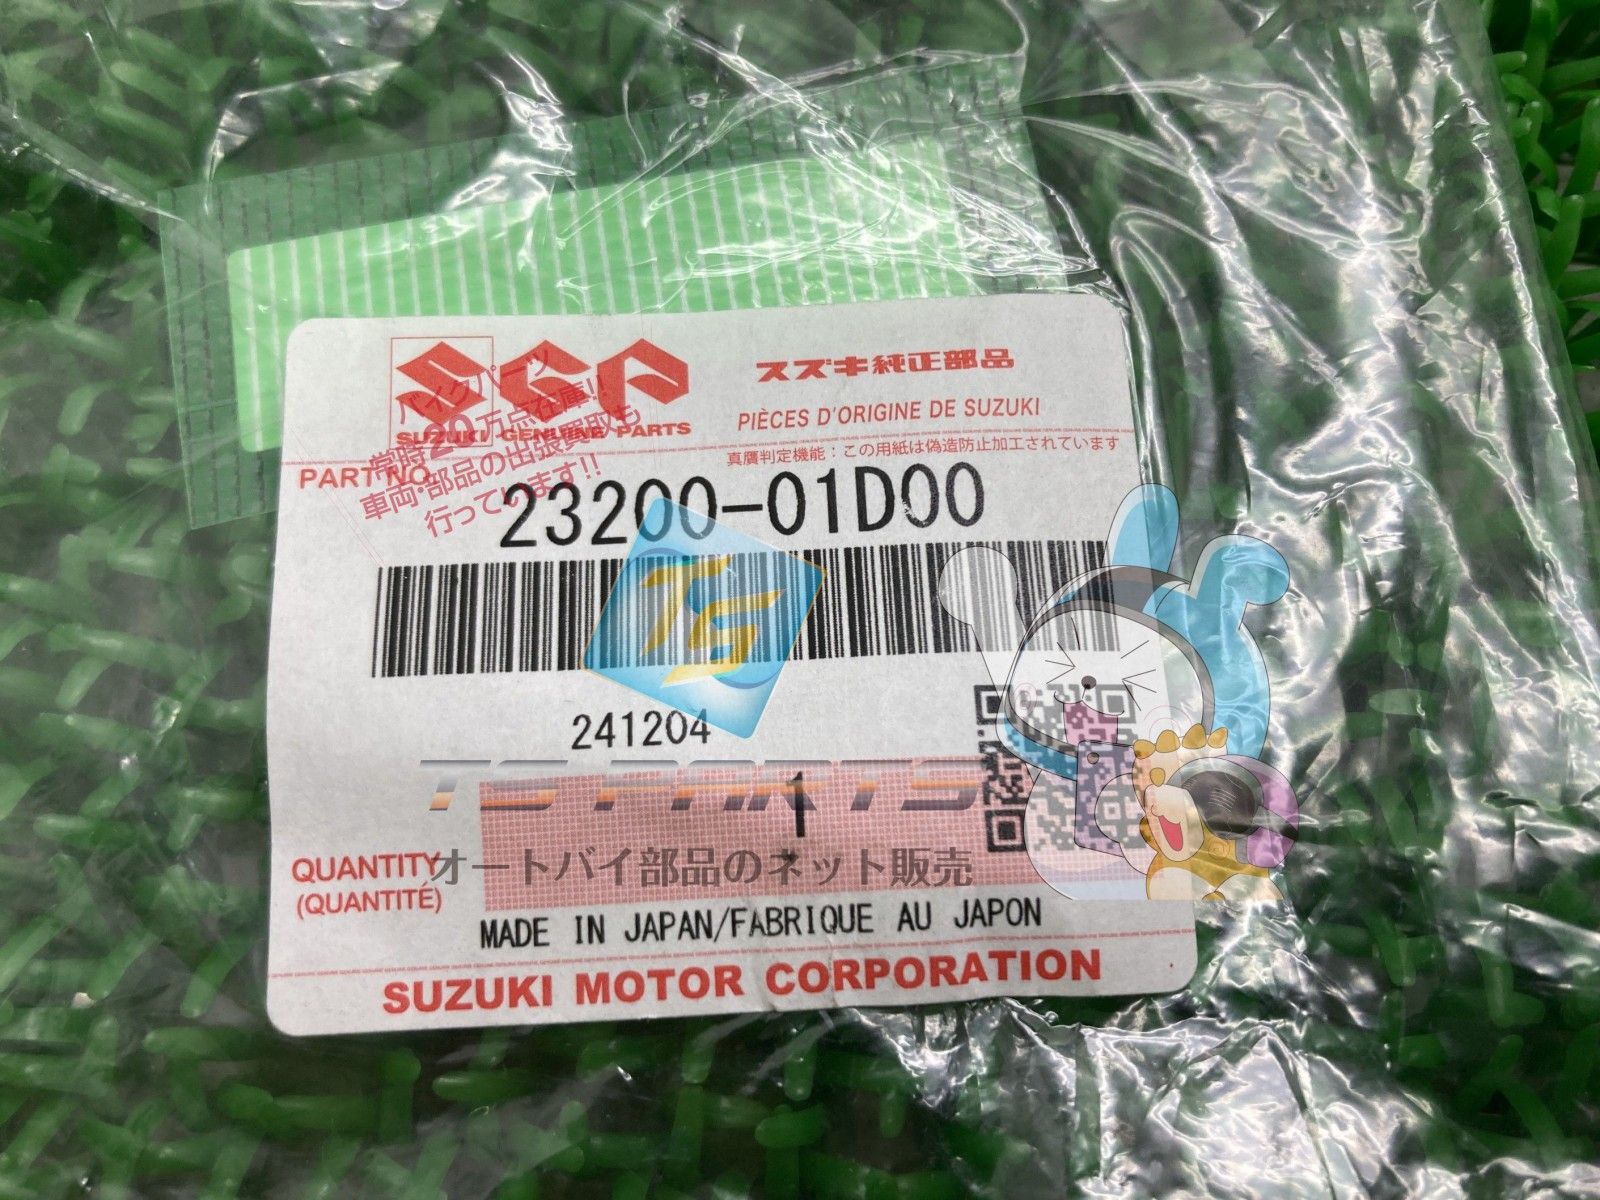 SGP
スズキ純正部品
SUZUKI GENUINE PARTS
PIÈCES D'ORIGINE DE SUZUKI
真贋判定機能：この用紙は偽造防止加工されています
PART NO.
23200-01D00
バイクパーツ
常時20万点在庫!!
車両・部品の出張買取も
行っています!!
TS
241204
TS PARTS
1
オートバイ部品のネット販売
QUANTITY
(QUANTITÉ)
MADE IN JAPAN/FABRIQUE AU JAPON
SUZUKI MOTOR CORPORATION